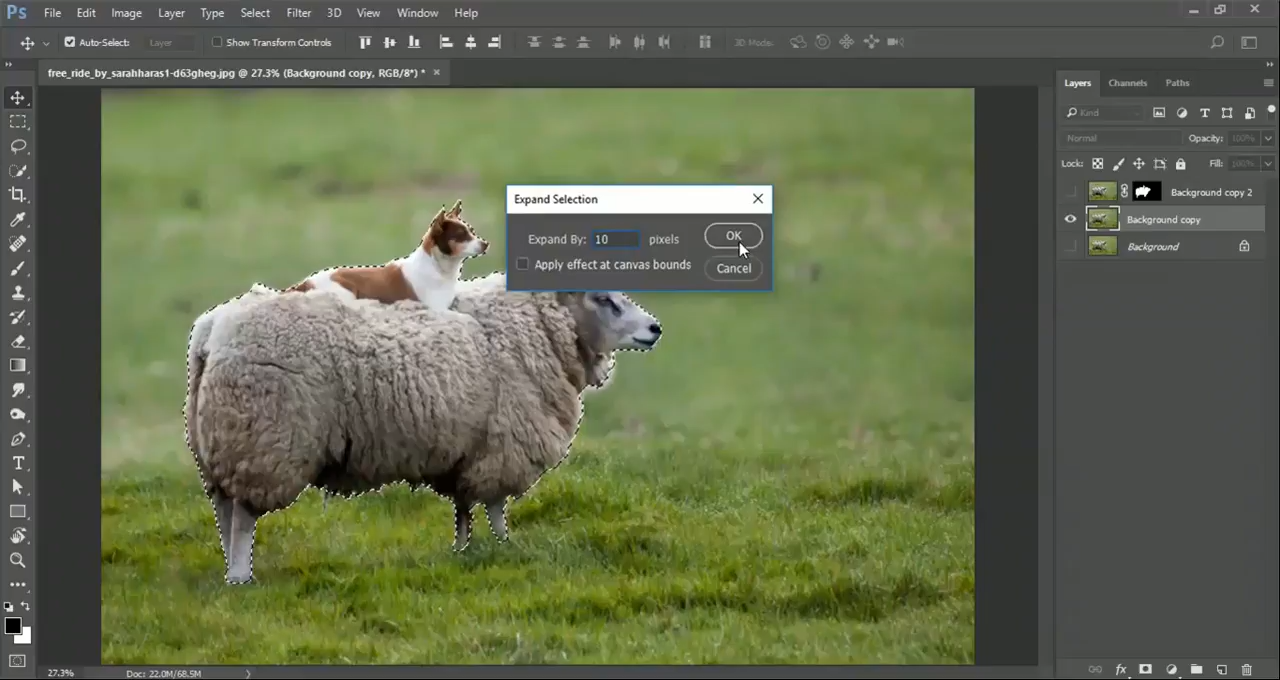 Ps File Edit Image Layer Type Select Filter 3D View Window Help
Auto-Select: Layer Show Transform Controls 3D Mode:
free_ride_by_sarahharas1-d63gheg.jpg @ 27.3% (Background copy, RGB/8*) *
Layers Channels Paths
Kind
Normal Opacity: 100%
Lock: Fill: 100%
Background copy 2
Background copy
Background
Expand Selection
Expand By: 10 pixels
OK
Apply effect at canvas bounds
Cancel
27.3% Doc: 22.0M/68.5M